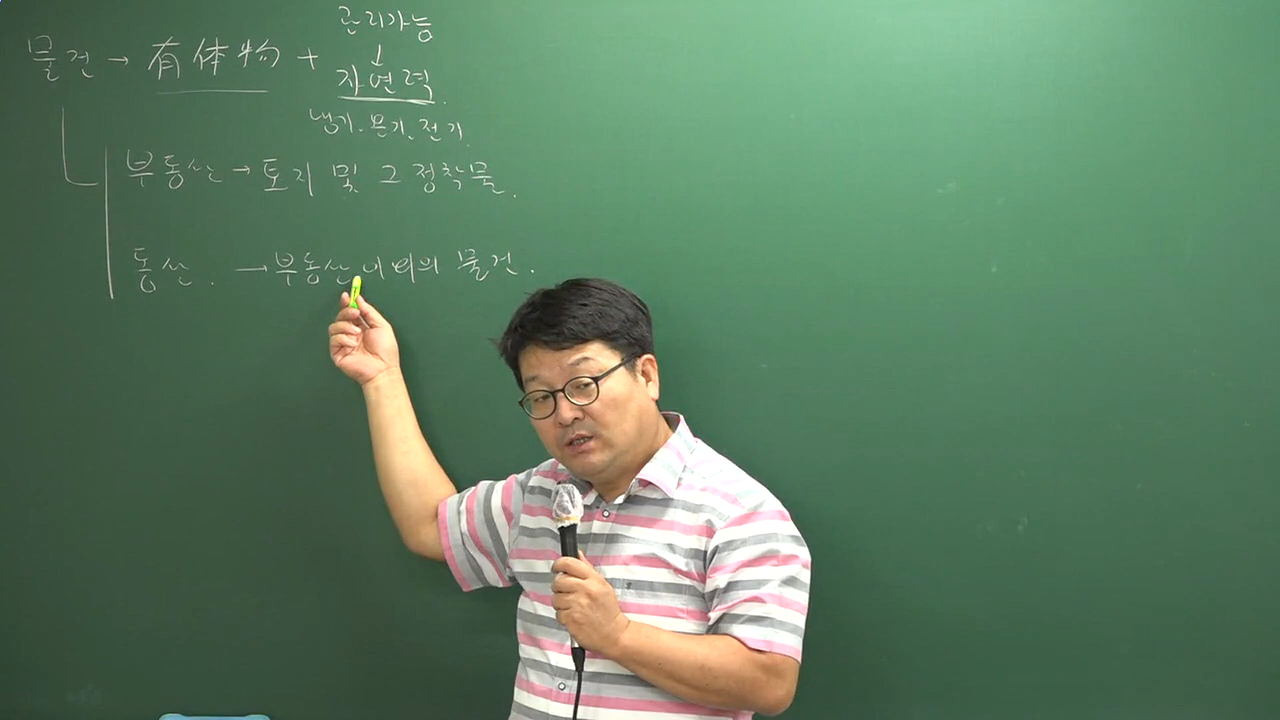 관리가능
물건 → 有体物 + ↓
자연력.
냉기. 온기. 전기.
부동산 → 토지 및 그 정착물.
동산. → 부동산 이외의 물건.